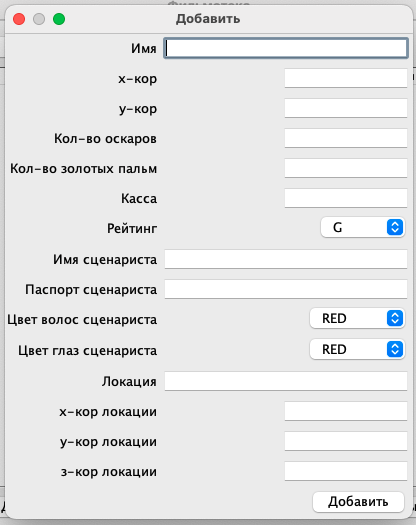 Добавить
Имя
х-кор
у-кор
Кол-во оскаров
Кол-во золотых пальм
Касса
Рейтинг G
Имя сценариста
Паспорт сценариста
Цвет волос сценариста RED
Цвет глаз сценариста RED
Локация
х-кор локации
у-кор локации
з-кор локации
Добавить